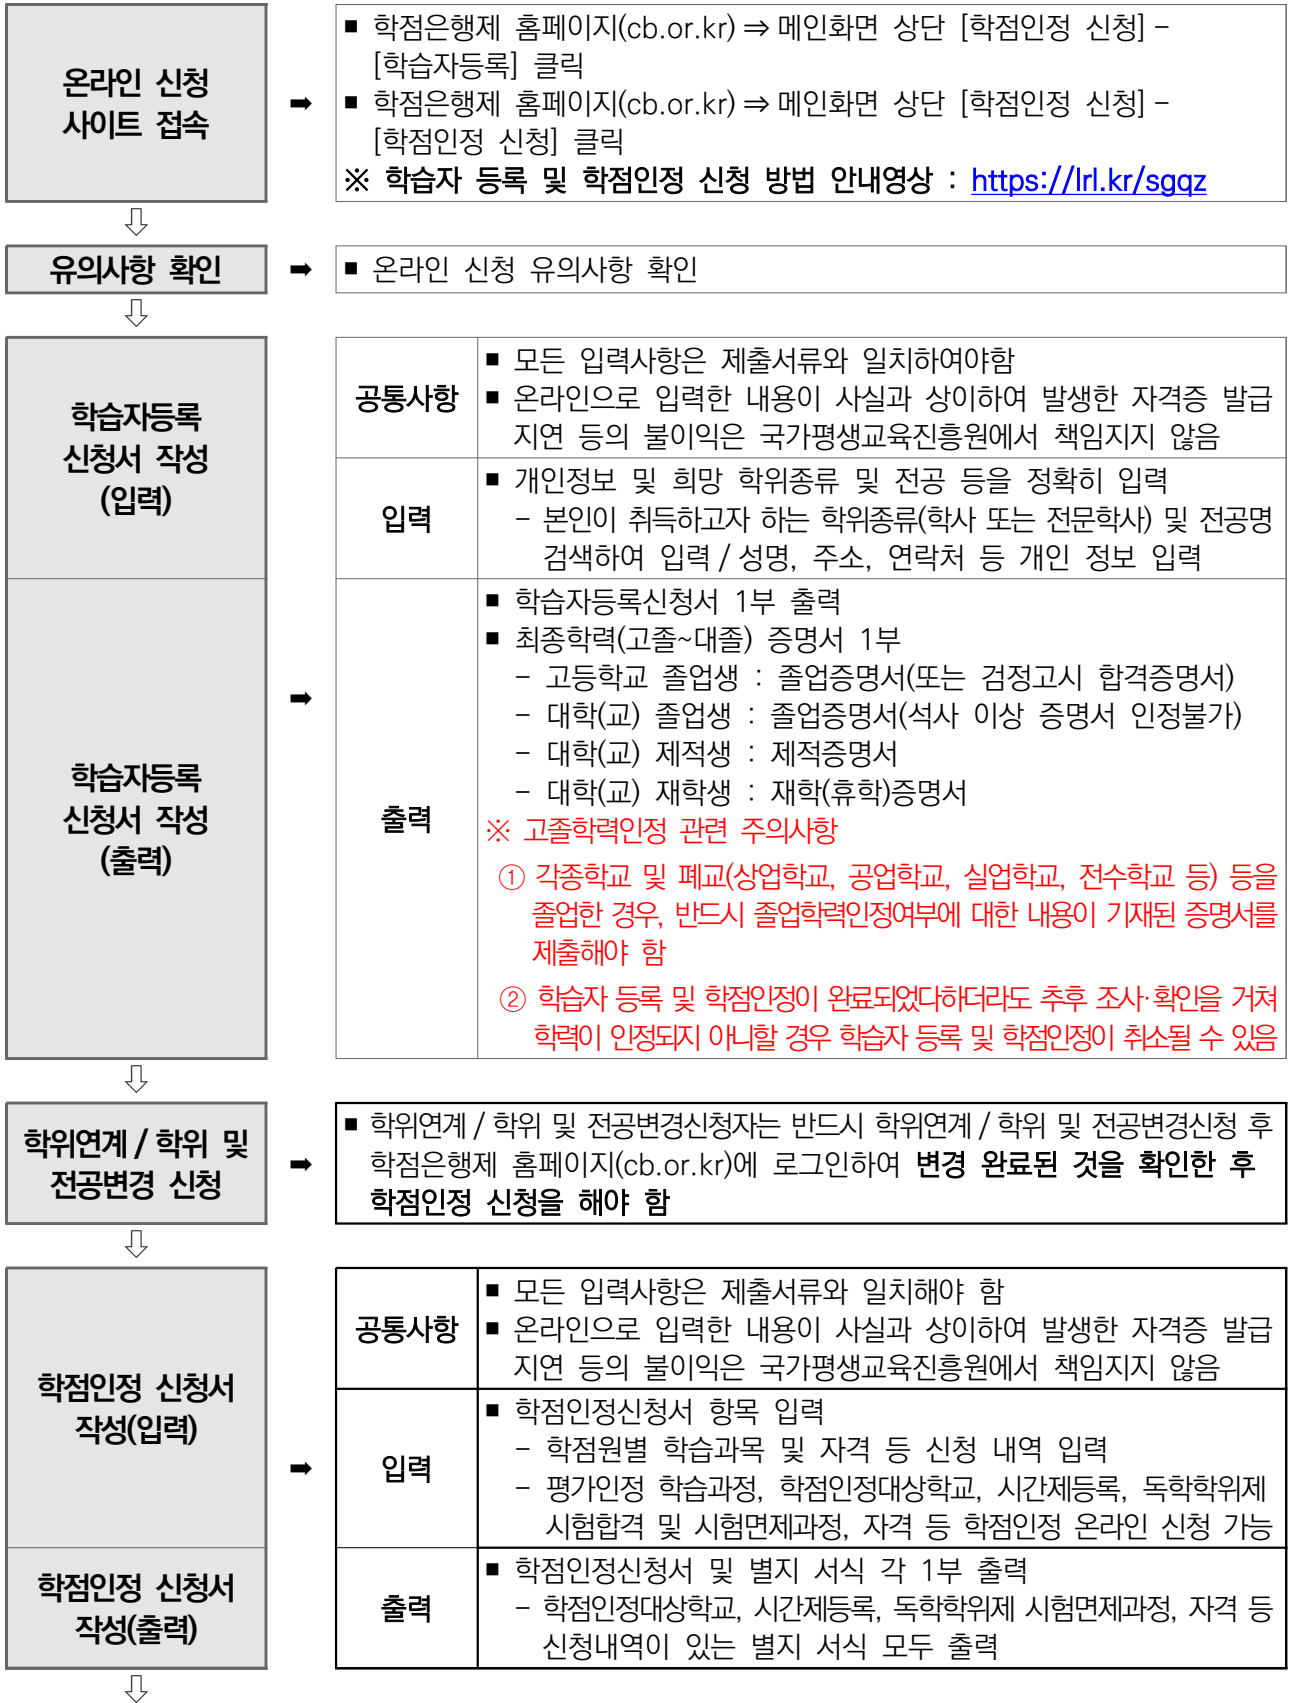 온라인 신청
사이트 접속
➡
■ 학점은행제 홈페이지(cb.or.kr) ⇒ 메인화면 상단 [학점인정 신청] -
[학습자등록] 클릭
■ 학점은행제 홈페이지(cb.or.kr) ⇒ 메인화면 상단 [학점인정 신청] -
[학점인정 신청] 클릭
※ 학습자 등록 및 학점인정 신청 방법 안내영상 : https://lrl.kr/sgqz
⇩
유의사항 확인
➡
■ 온라인 신청 유의사항 확인
⇩
학습자등록
신청서 작성
(입력)
공통사항
■ 모든 입력사항은 제출서류와 일치하여야함
■ 온라인으로 입력한 내용이 사실과 상이하여 발생한 자격증 발급
지연 등의 불이익은 국가평생교육진흥원에서 책임지지 않음
입력
■ 개인정보 및 희망 학위종류 및 전공 등을 정확히 입력
- 본인이 취득하고자 하는 학위종류(학사 또는 전문학사) 및 전공명
검색하여 입력 / 성명, 주소, 연락처 등 개인 정보 입력
➡
학습자등록
신청서 작성
(출력)
출력
■ 학습자등록신청서 1부 출력
■ 최종학력(고졸~대졸) 증명서 1부
- 고등학교 졸업생 : 졸업증명서(또는 검정고시 합격증명서)
- 대학(교) 졸업생 : 졸업증명서(석사 이상 증명서 인정불가)
- 대학(교) 제적생 : 제적증명서
- 대학(교) 재학생 : 재학(휴학)증명서
※ 고졸학력인정 관련 주의사항
① 각종학교 및 폐교(상업학교, 공업학교, 실업학교, 전수학교 등) 등을
졸업한 경우, 반드시 졸업학력인정여부에 대한 내용이 기재된 증명서를
제출해야 함
② 학습자 등록 및 학점인정이 완료되었다하더라도 추후 조사·확인을 거쳐
학력이 인정되지 아니할 경우 학습자 등록 및 학점인정이 취소될 수 있음
⇩
학위연계 / 학위 및
전공변경 신청
➡
■ 학위연계 / 학위 및 전공변경신청자는 반드시 학위연계 / 학위 및 전공변경신청 후
학점은행제 홈페이지(cb.or.kr)에 로그인하여 변경 완료된 것을 확인한 후
학점인정 신청을 해야 함
⇩
학점인정 신청서
작성(입력)
공통사항
■ 모든 입력사항은 제출서류와 일치해야 함
■ 온라인으로 입력한 내용이 사실과 상이하여 발생한 자격증 발급
지연 등의 불이익은 국가평생교육진흥원에서 책임지지 않음
➡
입력
■ 학점인정신청서 항목 입력
- 학점원별 학습과목 및 자격 등 신청 내역 입력
- 평가인정 학습과정, 학점인정대상학교, 시간제등록, 독학학위제
시험합격 및 시험면제과정, 자격 등 학점인정 온라인 신청 가능
학점인정 신청서
작성(출력)
출력
■ 학점인정신청서 및 별지 서식 각 1부 출력
- 학점인정대상학교, 시간제등록, 독학학위제 시험면제과정, 자격 등
신청내역이 있는 별지 서식 모두 출력
⇩